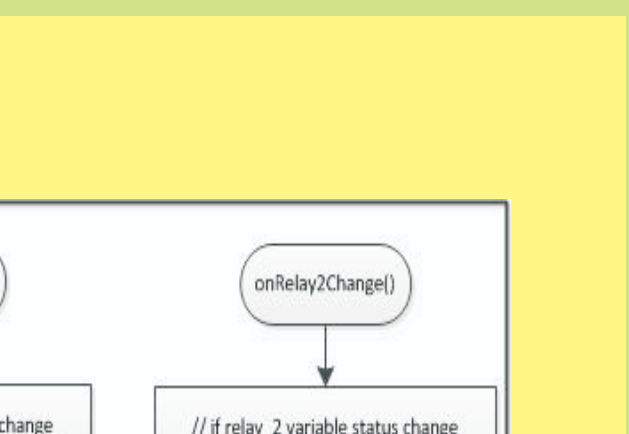 onRelay2Change()
change
// if relay_2 variable status change